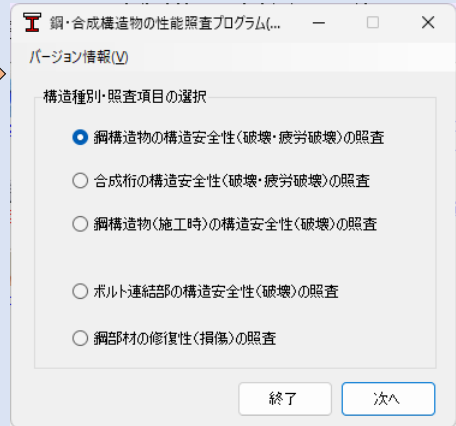 鋼・合成構造物の性能照査プログラム(...
バージョン情報(V)
構造種別・照査項目の選択
鋼構造物の構造安全性(破壊・疲労破壊)の照査
合成桁の構造安全性(破壊・疲労破壊)の照査
鋼構造物(施工時)の構造安全性(破壊)の照査
ボルト連結部の構造安全性(破壊)の照査
鋼部材の修復性(損傷)の照査
終了
次へ